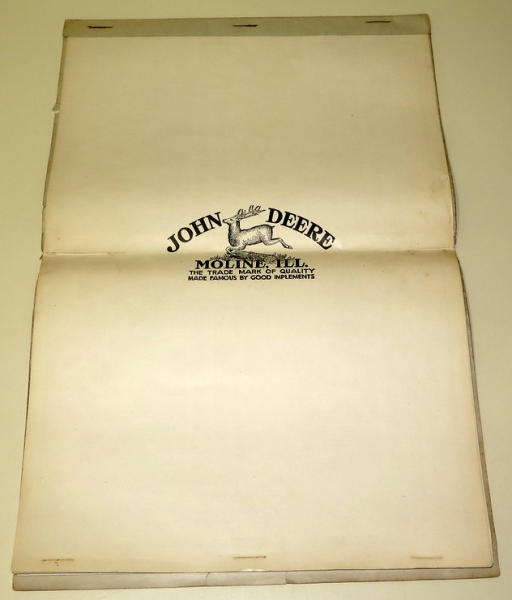 JOHN DEERE
MOLINE, ILL.
THE TRADE MARK OF QUALITY
MADE FAMOUS BY GOOD IMPLEMENTS